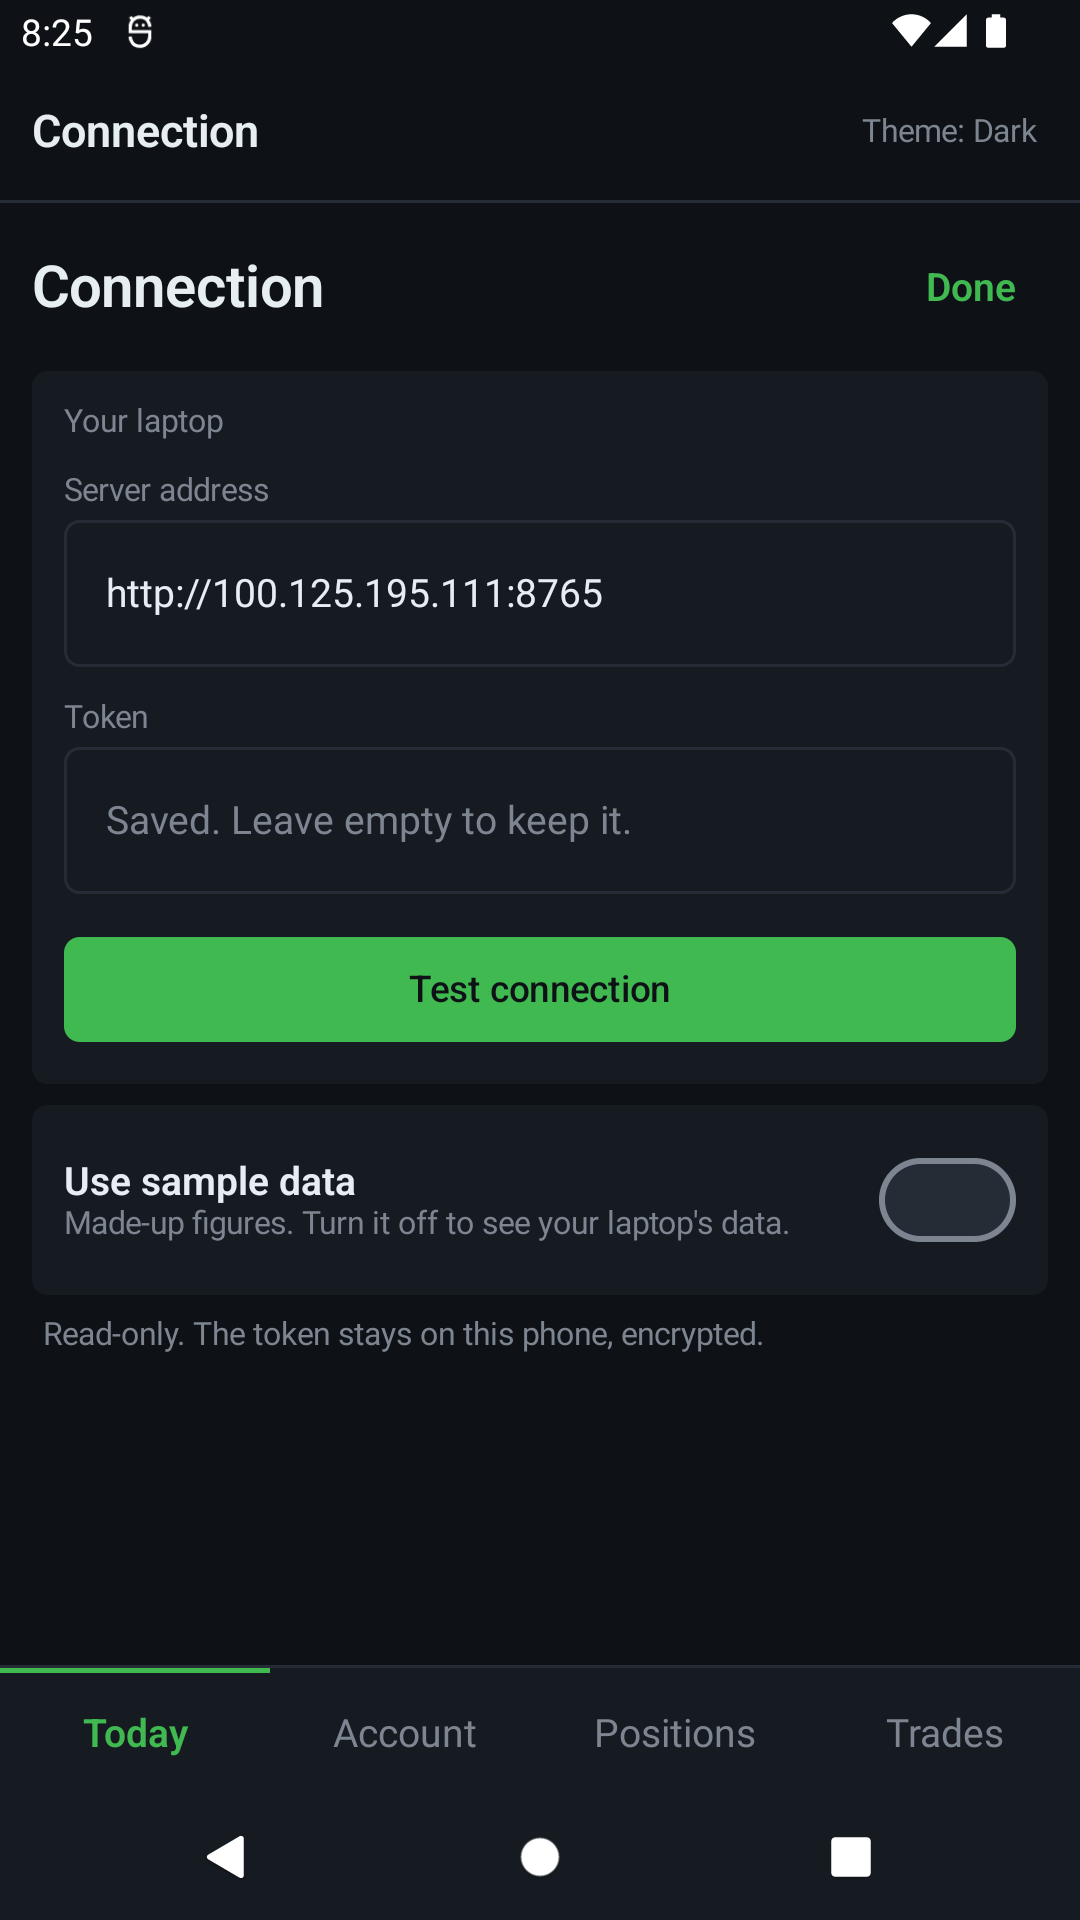 8:25
Connection
Theme: Dark
Connection
Done
Your laptop
Server address
http://100.125.195.111:8765
Token
Saved. Leave empty to keep it.
Test connection
Use sample data
Made-up figures. Turn it off to see your laptop's data.
Read-only. The token stays on this phone, encrypted.
Today
Account
Positions
Trades